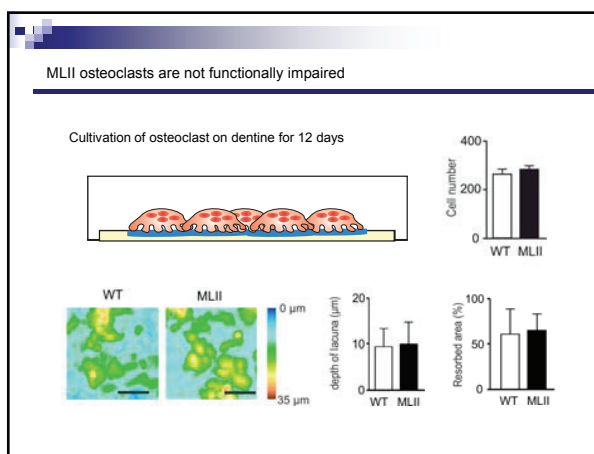 MLII osteoclasts are not functionally impaired
Cultivation of osteoclast on dentine for 12 days
400
200
0
Cell number
WT MLII
WT
MLII
0 µm
35 µm
20
10
0
depth of lacuna (µm)
WT MLII
100
50
0
Resorbed area (%)
WT MLII